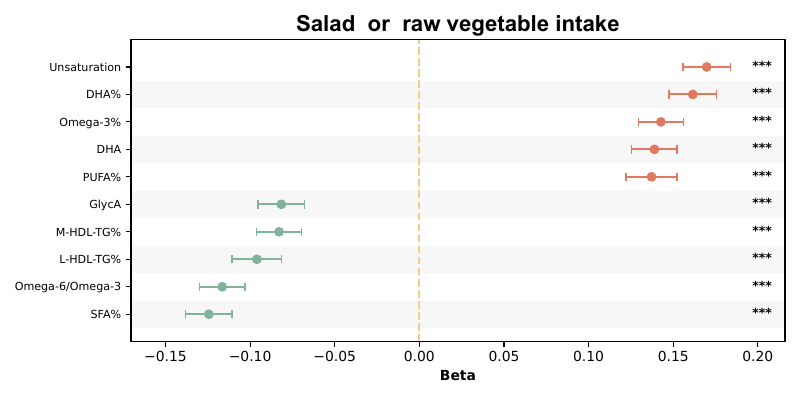 Salad or raw vegetable intake
Unsaturation ***
DHA% ***
Omega-3% ***
DHA ***
PUFA% ***
GlycA ***
M-HDL-TG% ***
L-HDL-TG% ***
Omega-6/Omega-3 ***
SFA% ***
−0.15 −0.10 −0.05 0.00 0.05 0.10 0.15 0.20
Beta